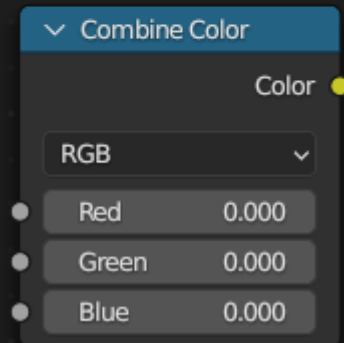 Combine Color
Color
RGB
Red 0.000
Green 0.000
Blue 0.000